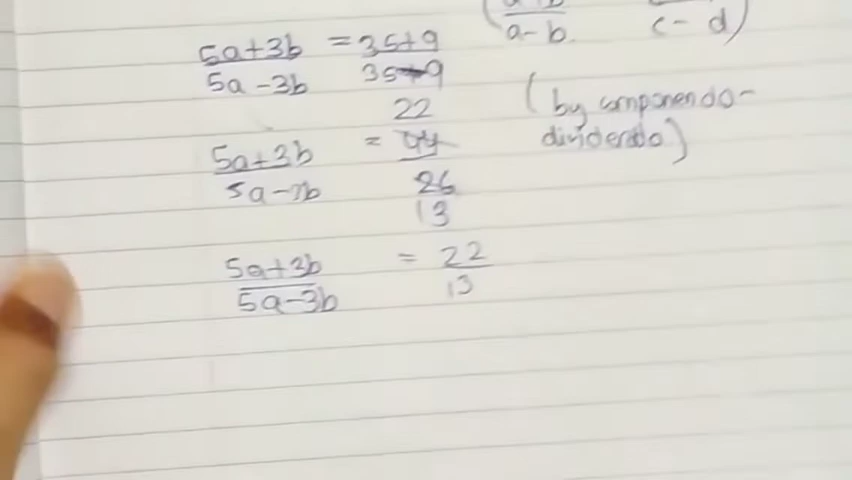 a-b c-d)
5a+3b = 35+9
5a-3b 35-9
22 (by componendo-
5a+3b = 44 dividendo)
5a-3b 26
13
5a+3b = 22
5a-3b 13